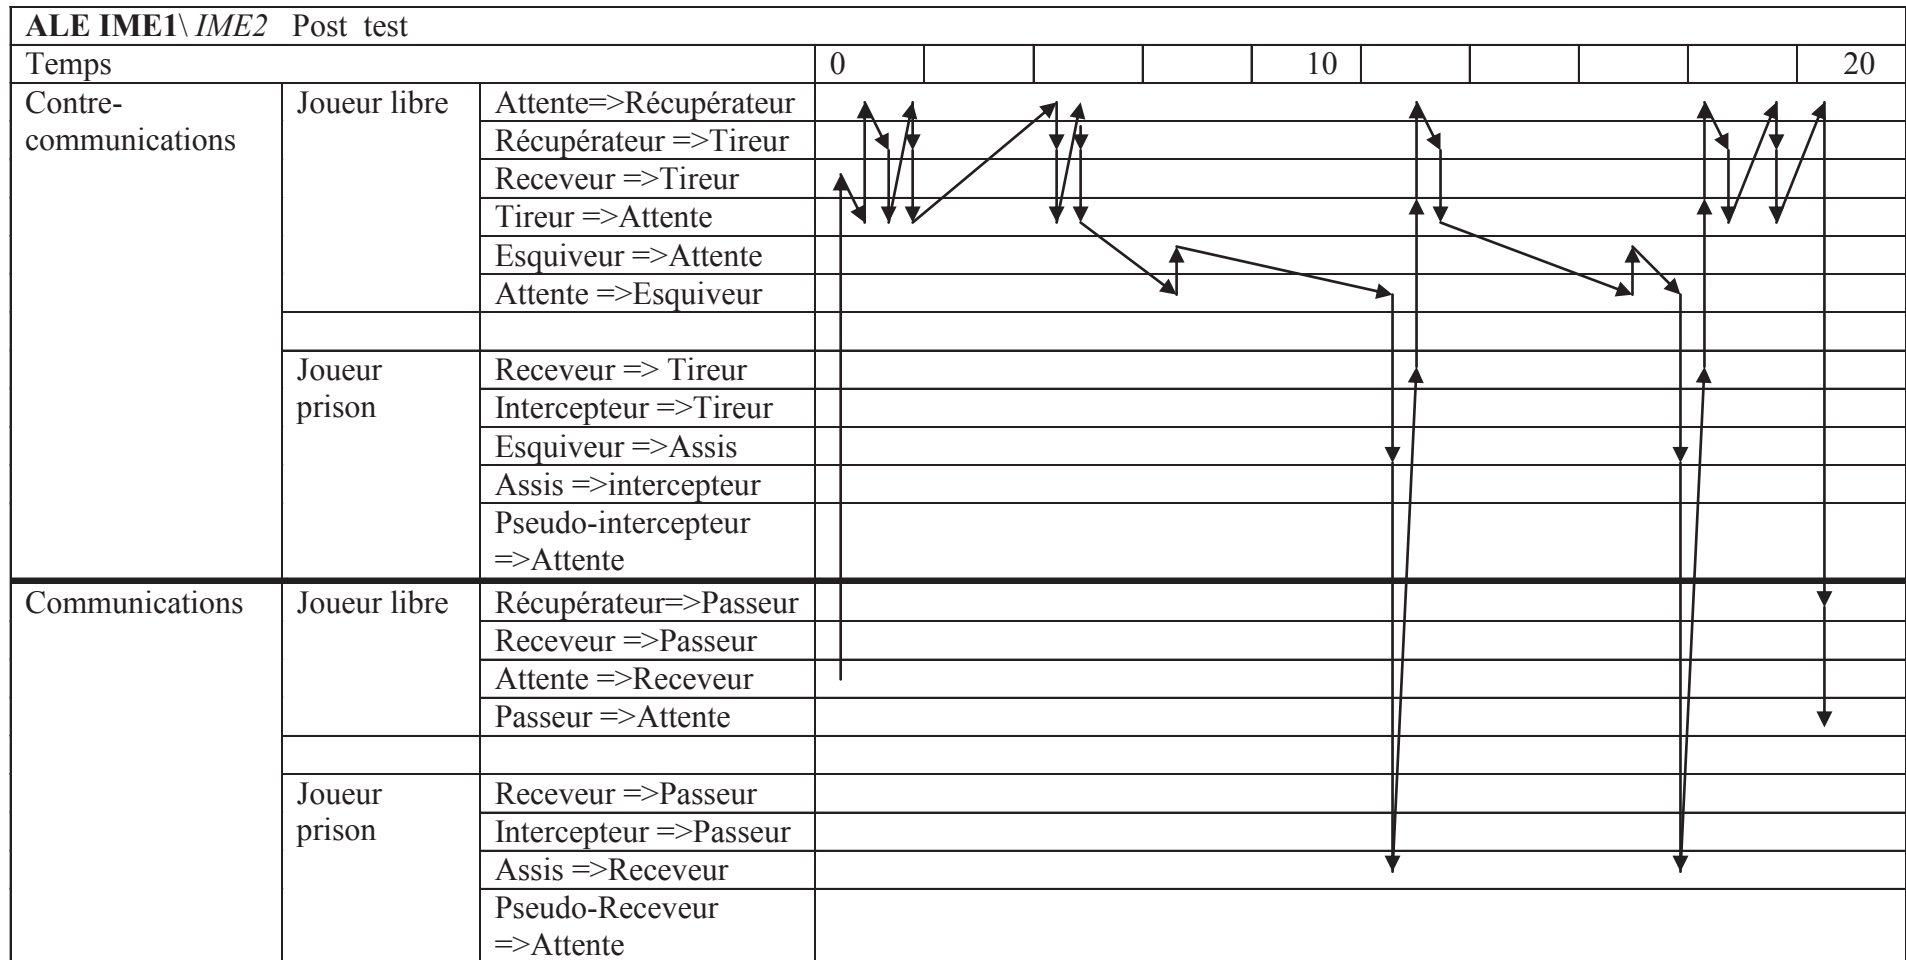 ALE IME1\ IME2 Post test
Temps 0 10 20
Contre- Joueur libre Attente=>Récupérateur
communications Récupérateur =>Tireur
Receveur =>Tireur
Tireur =>Attente
Esquiveur =>Attente
Attente =>Esquiveur
Joueur Receveur => Tireur
prison Intercepteur =>Tireur
Esquiveur =>Assis
Assis =>intercepteur
Pseudo-intercepteur
=>Attente
Communications Joueur libre Récupérateur=>Passeur
Receveur =>Passeur
Attente =>Receveur
Passeur =>Attente
Joueur Receveur =>Passeur
prison Intercepteur =>Passeur
Assis =>Receveur
Pseudo-Receveur
=>Attente